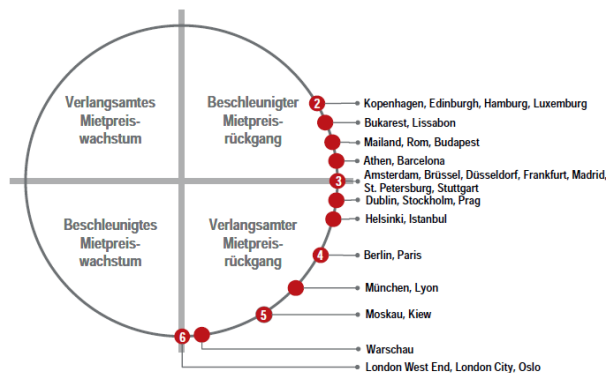 Verlangsamtes
Mietpreis-
wachstum
Beschleunigter
Mietpreis-
rückgang
Beschleunigtes
Mietpreis-
wachstum
Verlangsamter
Mietpreis-
rückgang
2
Kopenhagen, Edinburgh, Hamburg, Luxemburg
Bukarest, Lissabon
Mailand, Rom, Budapest
Athen, Barcelona
3
Amsterdam, Brüssel, Düsseldorf, Frankfurt, Madrid,
St. Petersburg, Stuttgart
Dublin, Stockholm, Prag
Helsinki, Istanbul
4
Berlin, Paris
München, Lyon
5
Moskau, Kiew
Warschau
6
London West End, London City, Oslo